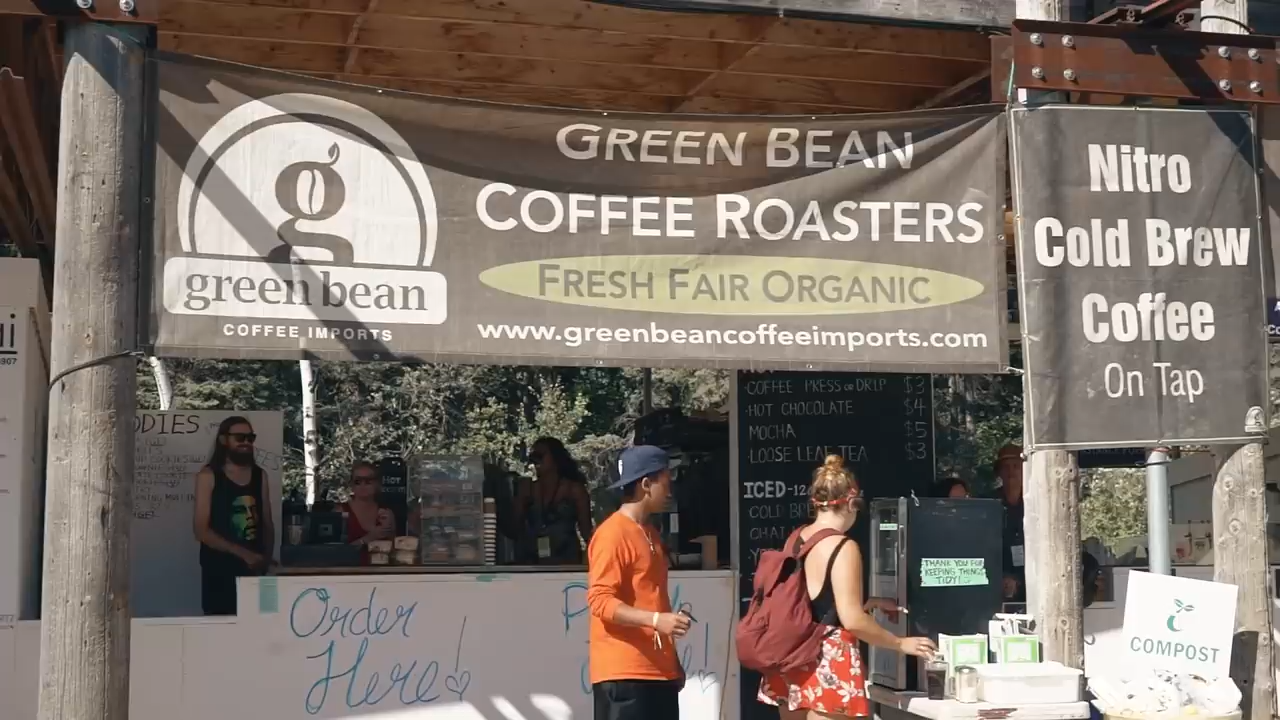 g
green bean
COFFEE IMPORTS
GREEN BEAN
COFFEE ROASTERS
FRESH FAIR ORGANIC
www.greenbeancoffeeimports.com
Nitro
Cold Brew
Coffee
On Tap
COFFEE PRESS OR DRIP $3
HOT CHOCOLATE $4
MOCHA $5
LOOSE LEAF TEA $3
ICED
Hot
Order
Here!
THANK YOU FOR
KEEPING THINGS
TIDY!
COMPOST